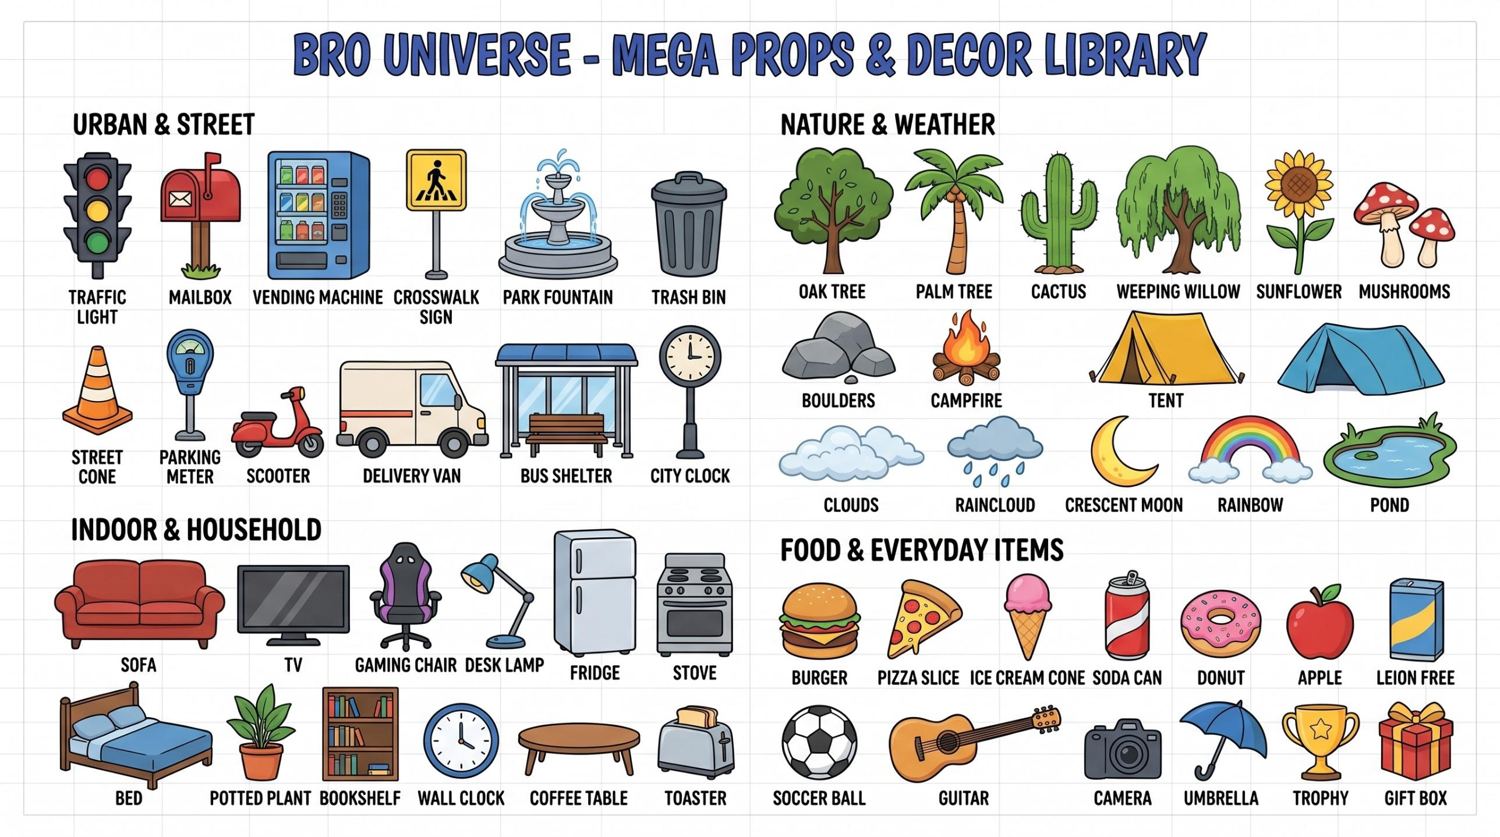 BRO UNIVERSE - MEGA PROPS & DECOR LIBRARY
URBAN & STREET
TRAFFIC
LIGHT
MAILBOX
VENDING MACHINE
CROSSWALK
SIGN
PARK FOUNTAIN
TRASH BIN
STREET
CONE
PARKING
METER
SCOOTER
DELIVERY VAN
BUS SHELTER
CITY CLOCK
NATURE & WEATHER
OAK TREE
PALM TREE
CACTUS
WEEPING WILLOW
SUNFLOWER
MUSHROOMS
BOULDERS
CAMPFIRE
TENT
CLOUDS
RAINCLOUD
CRESCENT MOON
RAINBOW
POND
INDOOR & HOUSEHOLD
SOFA
TV
GAMING CHAIR
DESK LAMP
FRIDGE
STOVE
BED
POTTED PLANT
BOOKSHELF
WALL CLOCK
COFFEE TABLE
TOASTER
FOOD & EVERYDAY ITEMS
BURGER
PIZZA SLICE
ICE CREAM CONE
SODA CAN
DONUT
APPLE
LEION FREE
SOCCER BALL
GUITAR
CAMERA
UMBRELLA
TROPHY
GIFT BOX